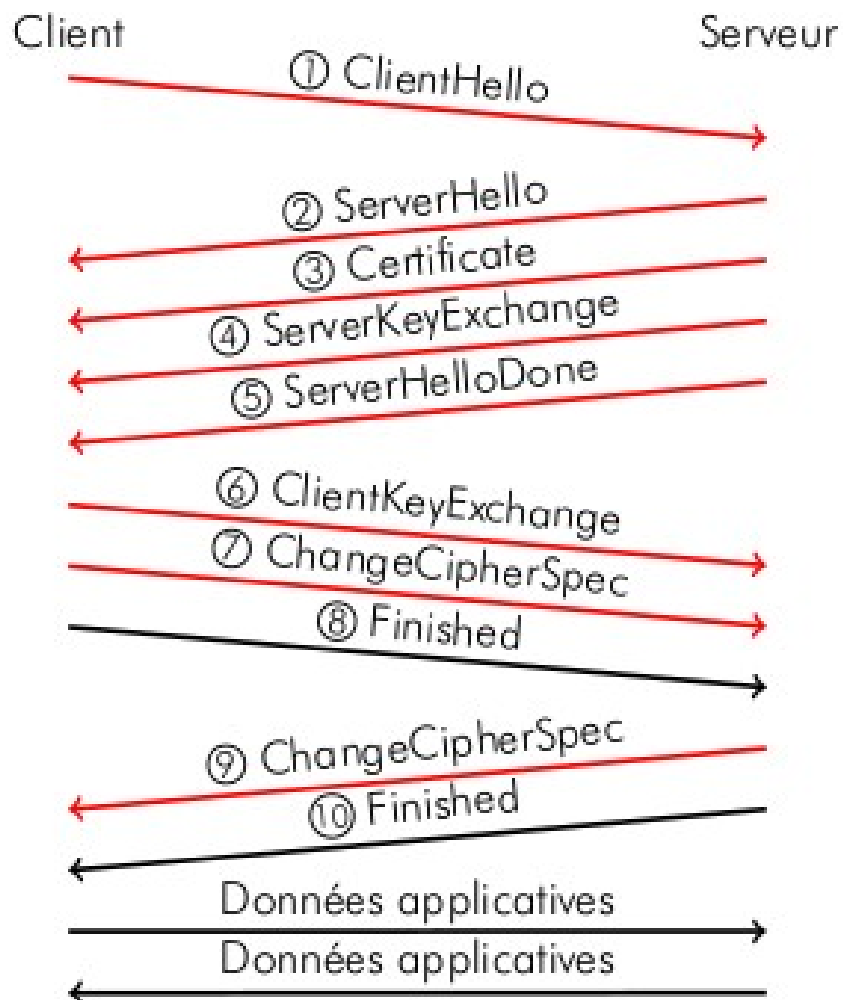 Client
Serveur
① ClientHello
② ServerHello
③ Certificate
④ ServerKeyExchange
⑤ ServerHelloDone
⑥ ClientKeyExchange
⑦ ChangeCipherSpec
⑧ Finished
⑨ ChangeCipherSpec
⑩ Finished
Données applicatives
Données applicatives